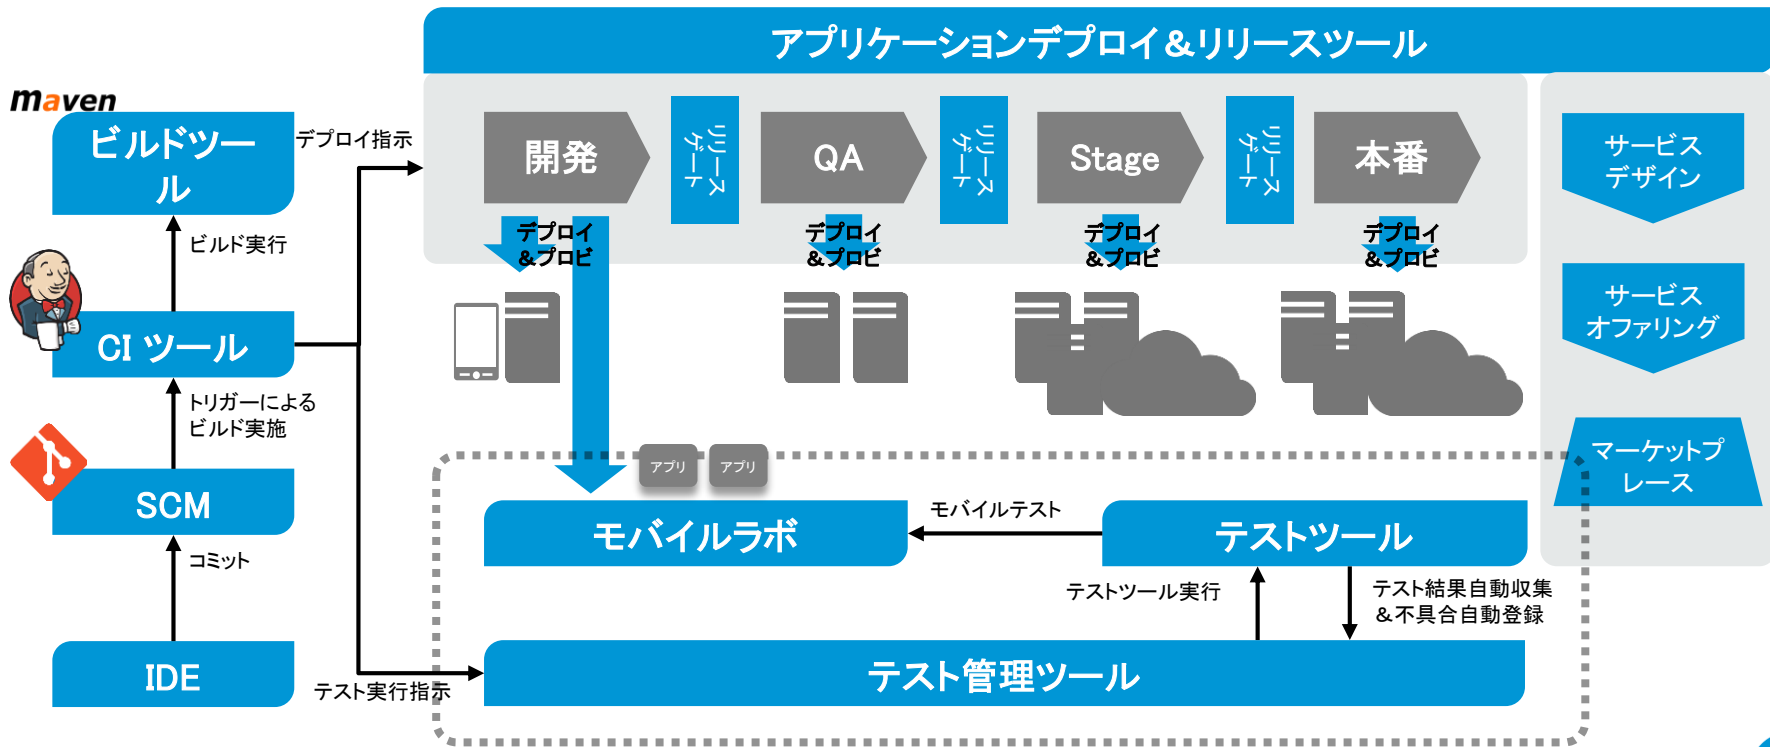 アプリケーションデプロイ&リリースツール
maven
ビルドツー
ル
デプロイ指示
開発
リリース
ゲート
QA
リリース
ゲート
Stage
リリース
ゲート
本番
サービス
デザイン
ビルド実行
デプロイ
&プロビ
デプロイ
&プロビ
デプロイ
&プロビ
デプロイ
&プロビ
サービス
オファリング
CI ツール
トリガーによる
ビルド実施
アプリ
アプリ
マーケットプ
レース
SCM
モバイルラボ
モバイルテスト
テストツール
コミット
テストツール実行
テスト結果自動収集
&不具合自動登録
IDE
テスト実行指示
テスト管理ツール